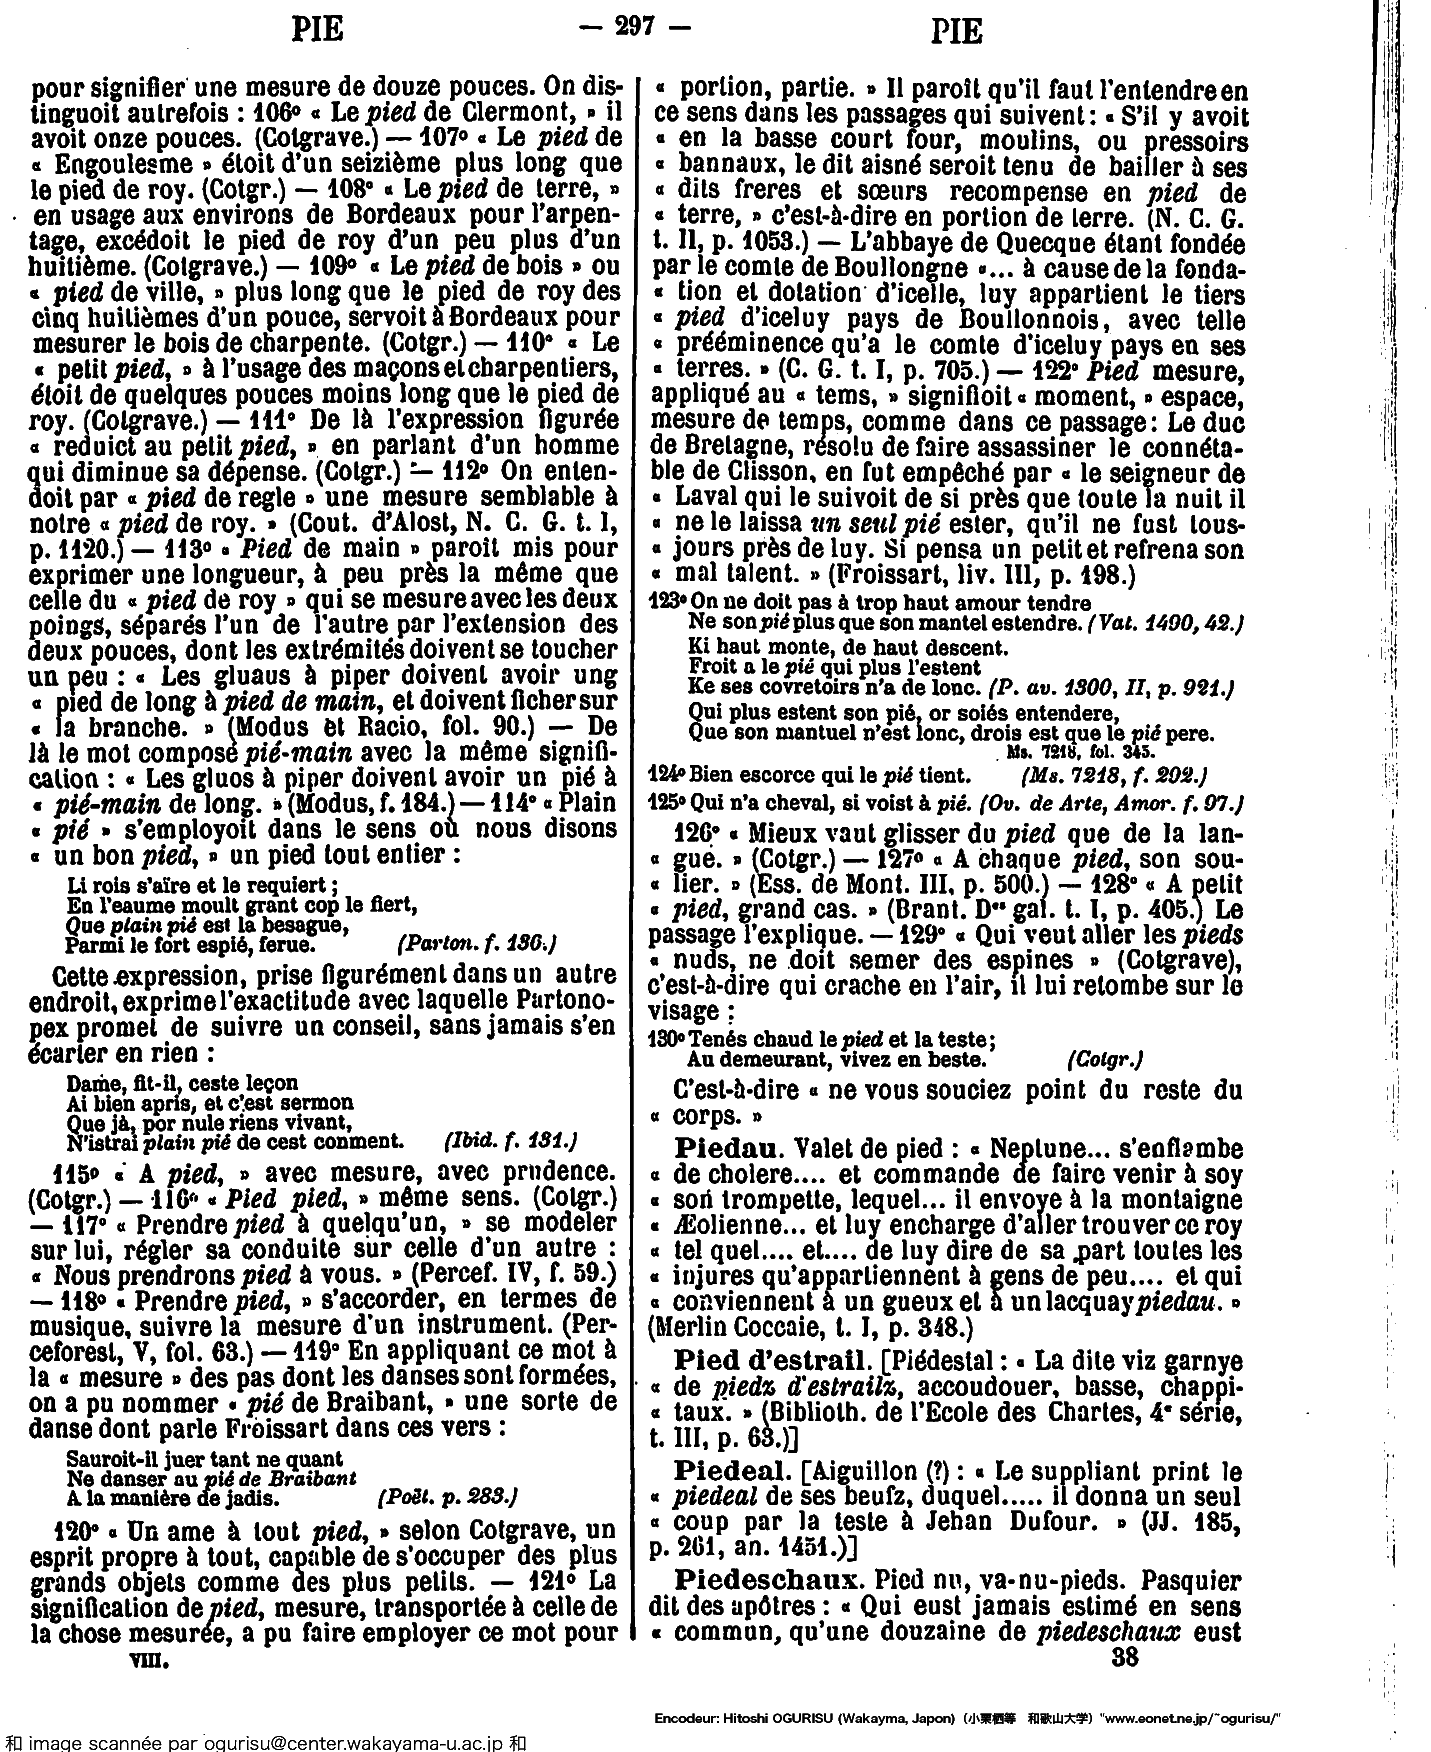 PIE — 297 — PIE
pour signifier une mesure de douze pouces. On dis-
tinguoit autrefois : 106° « Le pied de Clermont, » il
avoit onze pouces. (Cotgrave.) — 107° « Le pied de
« Engoulesme » étoit d'un seizième plus long que
le pied de roy. (Cotgr.) — 108° « Le pied de terre, »
en usage aux environs de Bordeaux pour l'arpen-
tage, excédoit le pied de roy d'un peu plus d'un
huitième. (Cotgrave.) — 109° « Le pied de bois » ou
« pied de ville, » plus long que le pied de roy des
cinq huitièmes d'un pouce, servoit à Bordeaux pour
mesurer le bois de charpente. (Cotgr.) — 110° « Le
« petit pied, » à l'usage des maçons et charpentiers,
étoit de quelques pouces moins long que le pied de
roy. (Cotgrave.) — 111° De là l'expression figurée
« reduict au petit pied, » en parlant d'un homme
qui diminue sa dépense. (Cotgr.) — 112° On enten-
doit par « pied de regle » une mesure semblable à
notre « pied de roy. » (Cout. d'Alost, N. C. G. t. I,
p. 1120.) — 113° « Pied de main » paroit mis pour
exprimer une longueur, à peu près la même que
celle du « pied de roy » qui se mesure avec les deux
poings, séparés l'un de l'autre par l'extension des
deux pouces, dont les extrémités doivent se toucher
un peu : « Les gluaus à piper doivent avoir ung
« pied de long à pied de main, et doivent ficher sur
« la branche. » (Modus et Racio, fol. 90.) — De
là le mot composé pié-main avec la même signifi-
cation : « Les gluos à piper doivent avoir un pié à
« pié-main de long. » (Modus, f. 184.) — 114° « Plain
« pié » s'employoit dans le sens où nous disons
« un bon pied, » un pied tout entier :
Li rois s'aïre et le requiert ;
En l'eaume moult grant cop le fiert,
Que plain pié est la besague,
Parmi le fort espié, ferue. (Parton. f. 136.)
Cette expression, prise figurément dans un autre
endroit, exprime l'exactitude avec laquelle Partono-
pex promet de suivre un conseil, sans jamais s'en
écarter en rien :
Dame, fit-il, ceste leçon
Ai bien apris, et c'est sermon
Que jà, por nule riens vivant,
N'istrai plain pié de cest conment. (Ibid. f. 131.)
115° « A pied, » avec mesure, avec prudence.
(Cotgr.) — 116° « Pied pied, » même sens. (Cotgr.)
— 117° « Prendre pied à quelqu'un, » se modeler
sur lui, régler sa conduite sur celle d'un autre :
« Nous prendrons pied à vous. » (Percef. IV, f. 59.)
— 118° « Prendre pied, » s'accorder, en termes de
musique, suivre la mesure d'un instrument. (Per-
ceforest, V, fol. 63.) — 119° En appliquant ce mot à
la « mesure » des pas dont les danses sont formées,
on a pu nommer « pié de Braibant, » une sorte de
danse dont parle Froissart dans ces vers :
Sauroit-il juer tant ne quant
Ne danser au pié de Braibant
A la manière de jadis. (Poët. p. 283.)
120° « Un ame à tout pied, » selon Cotgrave, un
esprit propre à tout, capable de s'occuper des plus
grands objets comme des plus petits. — 121° La
signification de pied, mesure, transportée à celle de
la chose mesurée, a pu faire employer ce mot pour
VIII.
« portion, partie. » Il paroît qu'il faut l'entendre en
ce sens dans les passages qui suivent : « S'il y avoit
« en la basse court four, moulins, ou pressoirs
« bannaux, le dit aisné seroit tenu de bailler à ses
« dits freres et sœurs recompense en pied de
« terre, » c'est-à-dire en portion de terre. (N. C. G.
t. II, p. 1053.) — L'abbaye de Quecque étant fondée
par le comte de Boullongne «... à cause de la fonda-
« tion et dotation d'icelle, luy appartient le tiers
« pied d'iceluy pays de Boullonnois, avec telle
« prééminence qu'a le comte d'iceluy pays en ses
« terres. » (C. G. t. I, p. 705.) — 122° Pied mesure,
appliqué au « tems, » signifioit « moment, » espace,
mesure de temps, comme dans ce passage : Le duc
de Bretagne, résolu de faire assassiner le connéta-
ble de Clisson, en fut empêché par « le seigneur de
« Laval qui le suivoit de si près que toute la nuit il
« ne le laissa un seul pié ester, qu'il ne fust tous-
« jours près de luy. Si pensa un petit et refrena son
« mal talent. » (Froissart, liv. III, p. 198.)
123° On ne doit pas à trop haut amour tendre
Ne son pié plus que son mantel estendre. (Vat. 1490, 42.)
Ki haut monte, de haut descent.
Froit a le pié qui plus l'estent
Ke ses covretoirs n'a de lonc. (P. av. 1300, II, p. 921.)
Qui plus estent son pié, or soiés entendere,
Que son mantuel n'est lonc, drois est que le pié pere.
Ms. 7218, fol. 345.
124° Bien escorce qui le pié tient. (Ms. 7218, f. 202.)
125° Qui n'a cheval, si voist à pié. (Ov. de Arte, Amor. f. 97.)
126° « Mieux vaut glisser du pied que de la lan-
« gue. » (Cotgr.) — 127° « A chaque pied, son sou-
« lier. » (Ess. de Mont. III, p. 500.) — 128° « A petit
« pied, grand cas. » (Brant. Des gal. t. I, p. 405.) Le
passage l'explique. — 129° « Qui veut aller les pieds
« nuds, ne doit semer des espines » (Cotgrave),
c'est-à-dire qui crache en l'air, il lui retombe sur le
visage :
130° Tenés chaud le pied et la teste ;
Au demeurant, vivez en beste. (Cotgr.)
C'est-à-dire « ne vous souciez point du reste du
« corps. »
Piedau. Valet de pied : « Neptune... s'enflambe
« de cholere.... et commande de faire venir à soy
« son trompette, lequel... il envoye à la montaigne
« Æolienne... et luy encharge d'aller trouver ce roy
« tel quel.... et.... de luy dire de sa part toutes les
« injures qu'appartiennent à gens de peu.... et qui
« conviennent à un gueux et à un lacquay piedau. »
(Merlin Coccaie, t. I, p. 348.)
Pied d'estrail. [Piédestal : « La dite viz garnye
« de piedz d'estrailz, accoudouer, basse, chappi-
« taux. » (Biblioth. de l'Ecole des Chartes, 4e série,
t. III, p. 63.)]
Piedeal. [Aiguillon (?) : « Le suppliant print le
« piedeal de ses beufz, duquel..... il donna un seul
« coup par la teste à Jehan Dufour. » (JJ. 185,
p. 261, an. 1451.)]
Piedeschaux. Pied nu, va-nu-pieds. Pasquier
dit des apôtres : « Qui eust jamais estimé en sens
« commun, qu'une douzaine de piedeschaux eust
38
Encodeur: Hitoshi OGURISU (Wakayma, Japon) (小栗栖等 和歌山大学) "www.eonet.ne.jp/~ogurisu/"
和 image scannée par ogurisu@center.wakayama-u.ac.jp 和